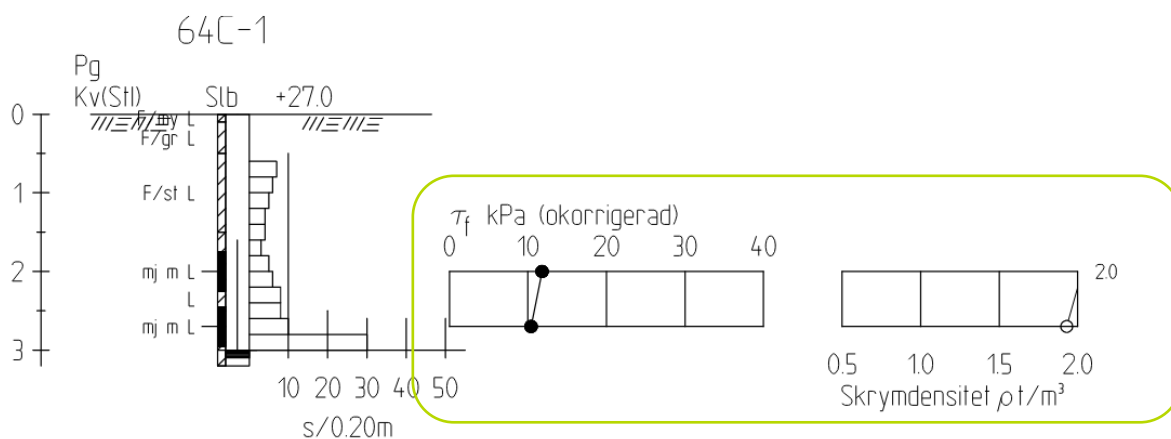 64C-1
Pg
Kv(Stl) Slb +27.0
0
F/my L
F/gr L
1 F/st L
τf kPa (okorrigerad)
0 10 20 30 40
2 mj m L
2.0
L
mj m L
3
0.5 1.0 1.5 2.0
10 20 30 40 50
Skrymdensitet ρ t/m³
s/0.20m